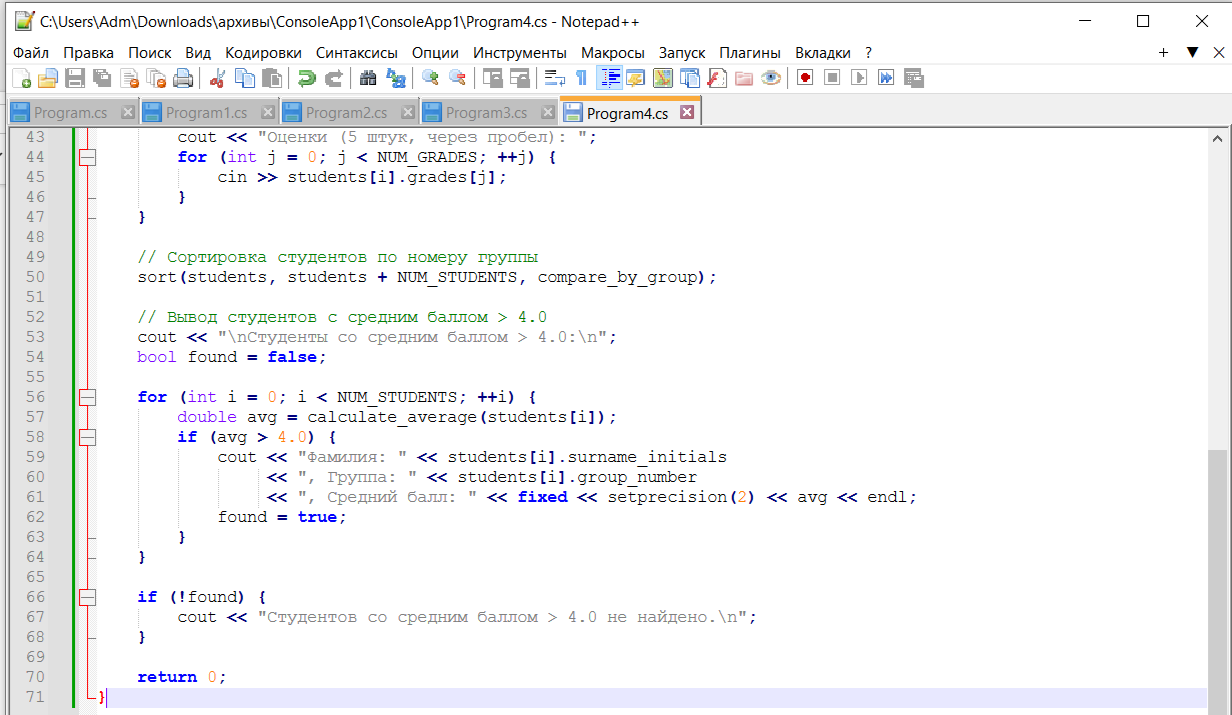 C:\Users\Adm\Downloads\архивы\ConsoleApp1\ConsoleApp1\Program4.cs - Notepad++
Файл Правка Поиск Вид Кодировки Синтаксисы Опции Инструменты Макросы Запуск Плагины Вкладки ?
Program.cs Program1.cs Program2.cs Program3.cs Program4.cs
43 cout << "Оценки (5 штук, через пробел): ";
44 for (int j = 0; j < NUM_GRADES; ++j) {
45 cin >> students[i].grades[j];
46 }
47 }
48
49 // Сортировка студентов по номеру группы
50 sort(students, students + NUM_STUDENTS, compare_by_group);
51
52 // Вывод студентов с средним баллом > 4.0
53 cout << "\nСтуденты со средним баллом > 4.0:\n";
54 bool found = false;
55
56 for (int i = 0; i < NUM_STUDENTS; ++i) {
57 double avg = calculate_average(students[i]);
58 if (avg > 4.0) {
59 cout << "Фамилия: " << students[i].surname_initials
60 << ", Группа: " << students[i].group_number
61 << ", Средний балл: " << fixed << setprecision(2) << avg << endl;
62 found = true;
63 }
64 }
65
66 if (!found) {
67 cout << "Студентов со средним баллом > 4.0 не найдено.\n";
68 }
69
70 return 0;
71 }